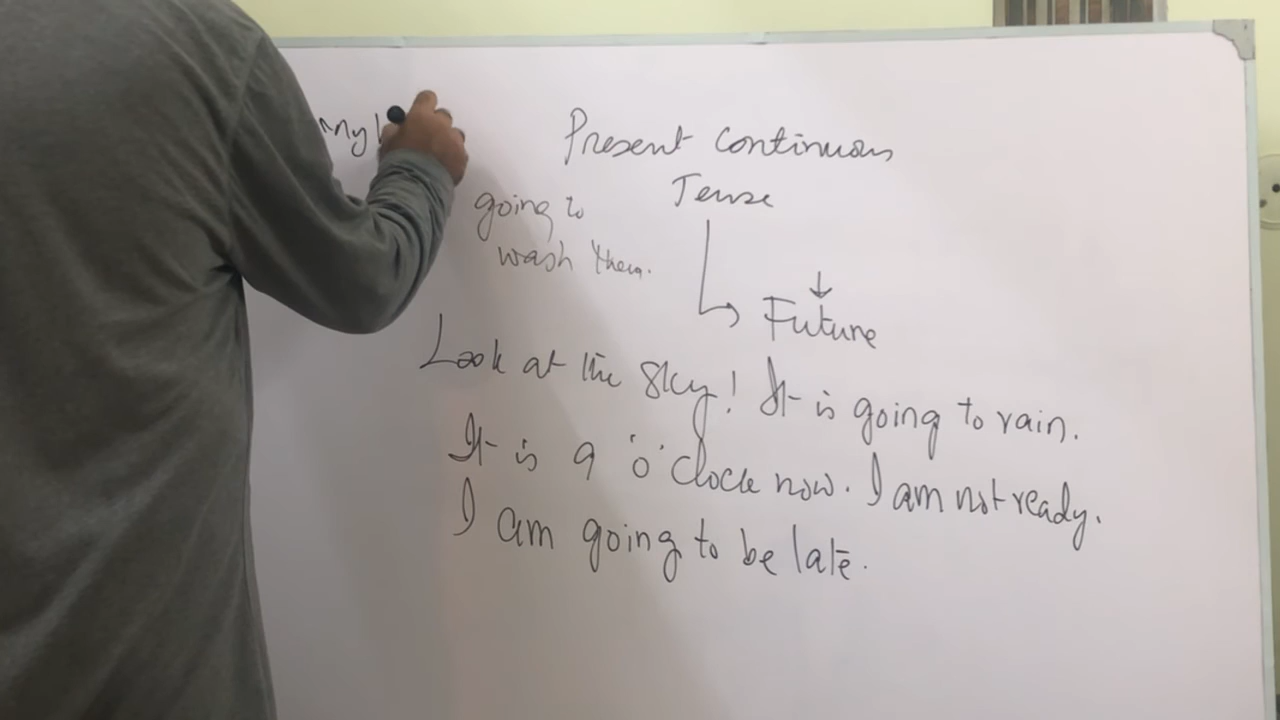 my
Present Continuous
Tense
going to
wash them.
Future
Look at the sky! It is going to rain.
It is 9 'o' clock now. I am not ready.
I am going to be late.